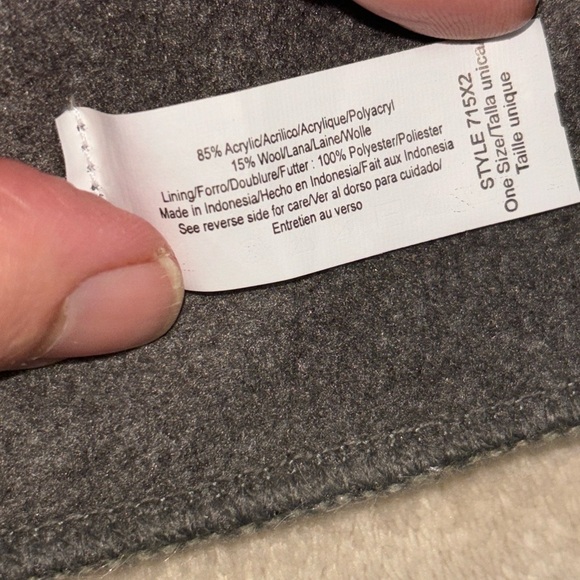 85% Acrylic/Acrilico/Acrylique/Polyacryl
15% Wool/Lana/Laine/Wolle
Lining/Forro/Doublure/Futter : 100% Polyester/Poliester
Made in Indonesia/Hecho en Indonesia/Fait aux Indonesia
See reverse side for care/Ver al dorso para cuidado/
Entretien au verso
STYLE 715X2
One Size/Talla unica
Taille unique